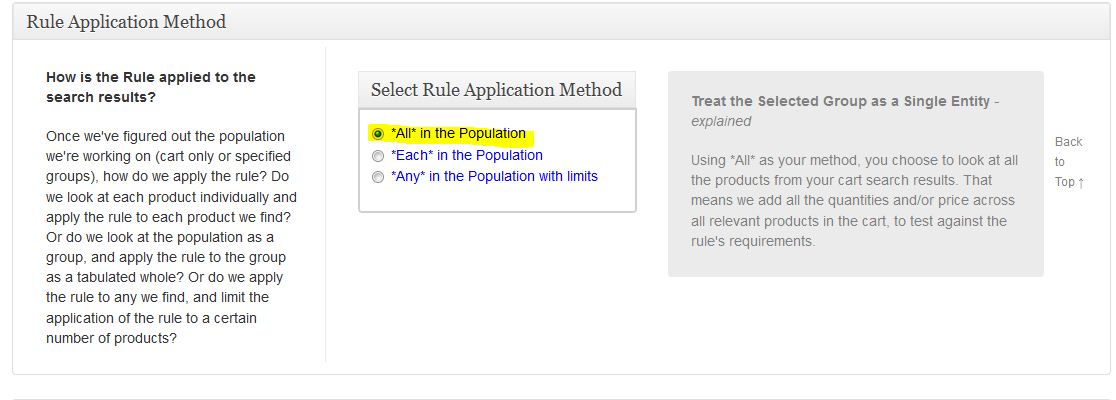 Rule Application Method
How is the Rule applied to the
search results?
Once we've figured out the population
we're working on (cart only or specified
groups), how do we apply the rule? Do
we look at each product individually and
apply the rule to each product we find?
Or do we look at the population as a
group, and apply the rule to the group
as a tabulated whole? Or do we apply
the rule to any we find, and limit the
application of the rule to a certain
number of products?
Select Rule Application Method
*All* in the Population
*Each* in the Population
*Any* in the Population with limits
Treat the Selected Group as a Single Entity -
explained
Using *All* as your method, you choose to look at all
the products from your cart search results. That
means we add all the quantities and/or price across
all relevant products in the cart, to test against the
rule's requirements.
Back
to
Top ↑